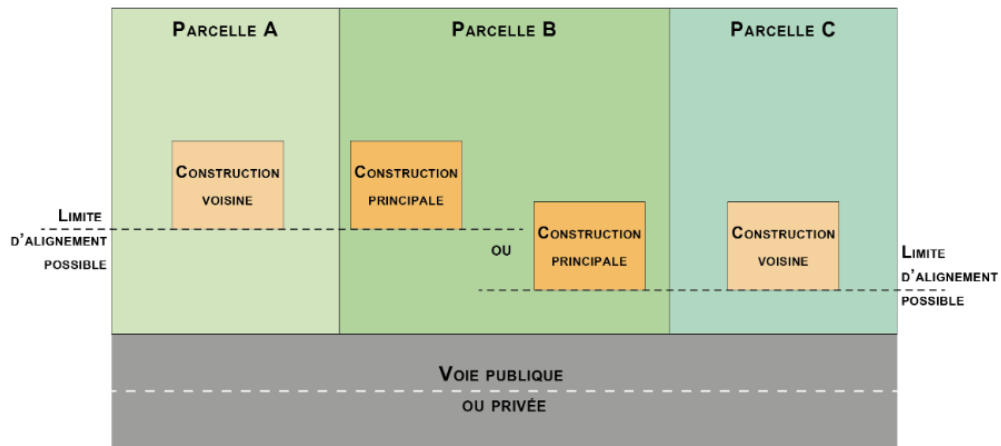 Parcelle A
Parcelle B
Parcelle C
Construction
voisine
Construction
principale
Limite
d'alignement
possible
ou
Construction
principale
Construction
voisine
Limite
d'alignement
possible
Voie publique
ou privée